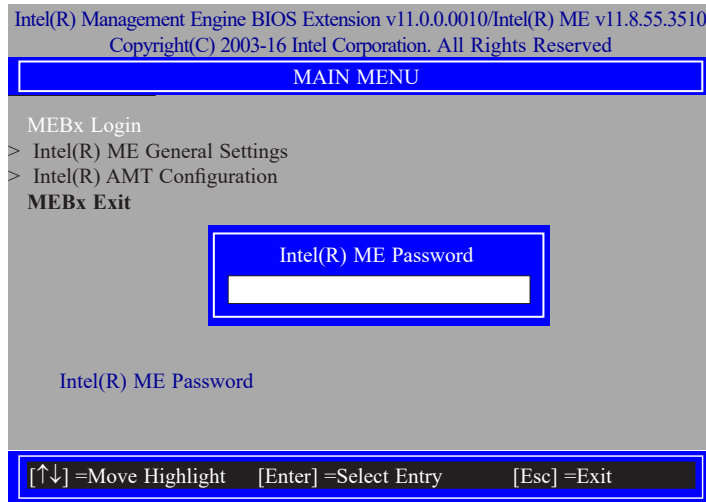 Intel(R) Management Engine BIOS Extension v11.0.0.0010/Intel(R) ME v11.8.55.3510
Copyright(C) 2003-16 Intel Corporation. All Rights Reserved
MAIN MENU
MEBx Login
> Intel(R) ME General Settings
> Intel(R) AMT Configuration
MEBx Exit
Intel(R) ME Password
Intel(R) ME Password
[↑↓] =Move Highlight [Enter] =Select Entry [Esc] =Exit